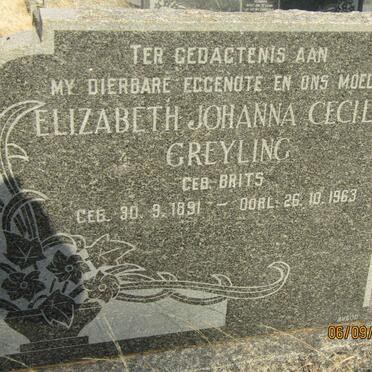 TER GEDAGTENIS AAN
MY DIERBARE EGGENOTE EN ONS MOED
ELIZABETH JOHANNA CECIL
GREYLING
GEB. BRITS
GEB. 30. 9. 1891 – OORL. 26. 10. 1963
06/09/